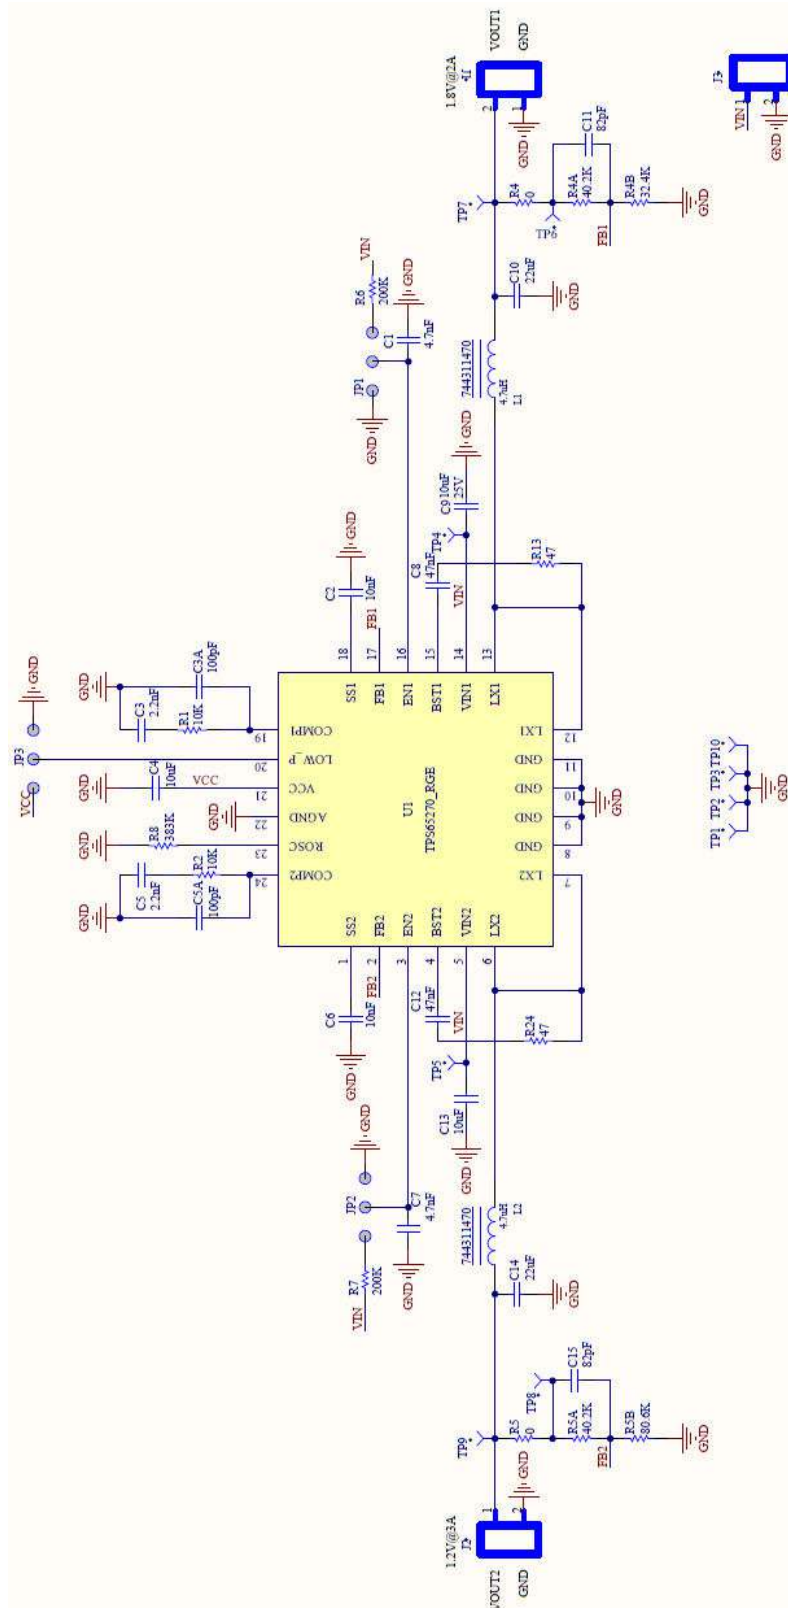 VOUT1
GND
1.8V@2A
J1
2
1
GND
J3
VIN
1
2
GND
C11
82pF
TP7
R4
0
TP6
R4A
40.2K
FB1
R4B
32.4K
GND
VIN
R6
200K
JP1
GND
GND
C1
4.7nF
C10
22uF
GND
744311470
4.7uH
L1
GND
C9
10uF
25V
TP4
VIN
C8
47nF
R13
47
GND
C2
10nF
FB1
18
17
16
15
14
13
SS1
FB1
EN1
BST1
VIN1
LX1
GND
JP3
VCC
GND
C3
2.2nF
R1
10K
C3A
100pF
GND
C4
10uF
VCC
GND
GND
R8
383K
GND
C5
2.2nF
R2
10K
C5A
100pF
19
20
21
22
23
24
COMP1
LOW_P
VCC
AGND
ROSC
COMP2
U1
TPS65270_RGE
LX1
GND
GND
GND
GND
LX2
12
11
10
9
8
7
GND
TP1
TP2
TP3
TP10
GND
SS2
FB2
EN2
BST2
VIN2
LX2
1
2
3
4
5
6
FB2
C6
10nF
GND
C12
47nF
VIN
R24
47
TP5
C13
10uF
GND
GND
JP2
R7
200K
VIN
C7
4.7nF
GND
744311470
4.7uH
L2
C14
22uF
GND
TP9
R5
0
TP8
C15
82pF
R5A
40.2K
FB2
R5B
80.6K
GND
GND
1
2
1.2V@3A
J2
VOUT2
GND